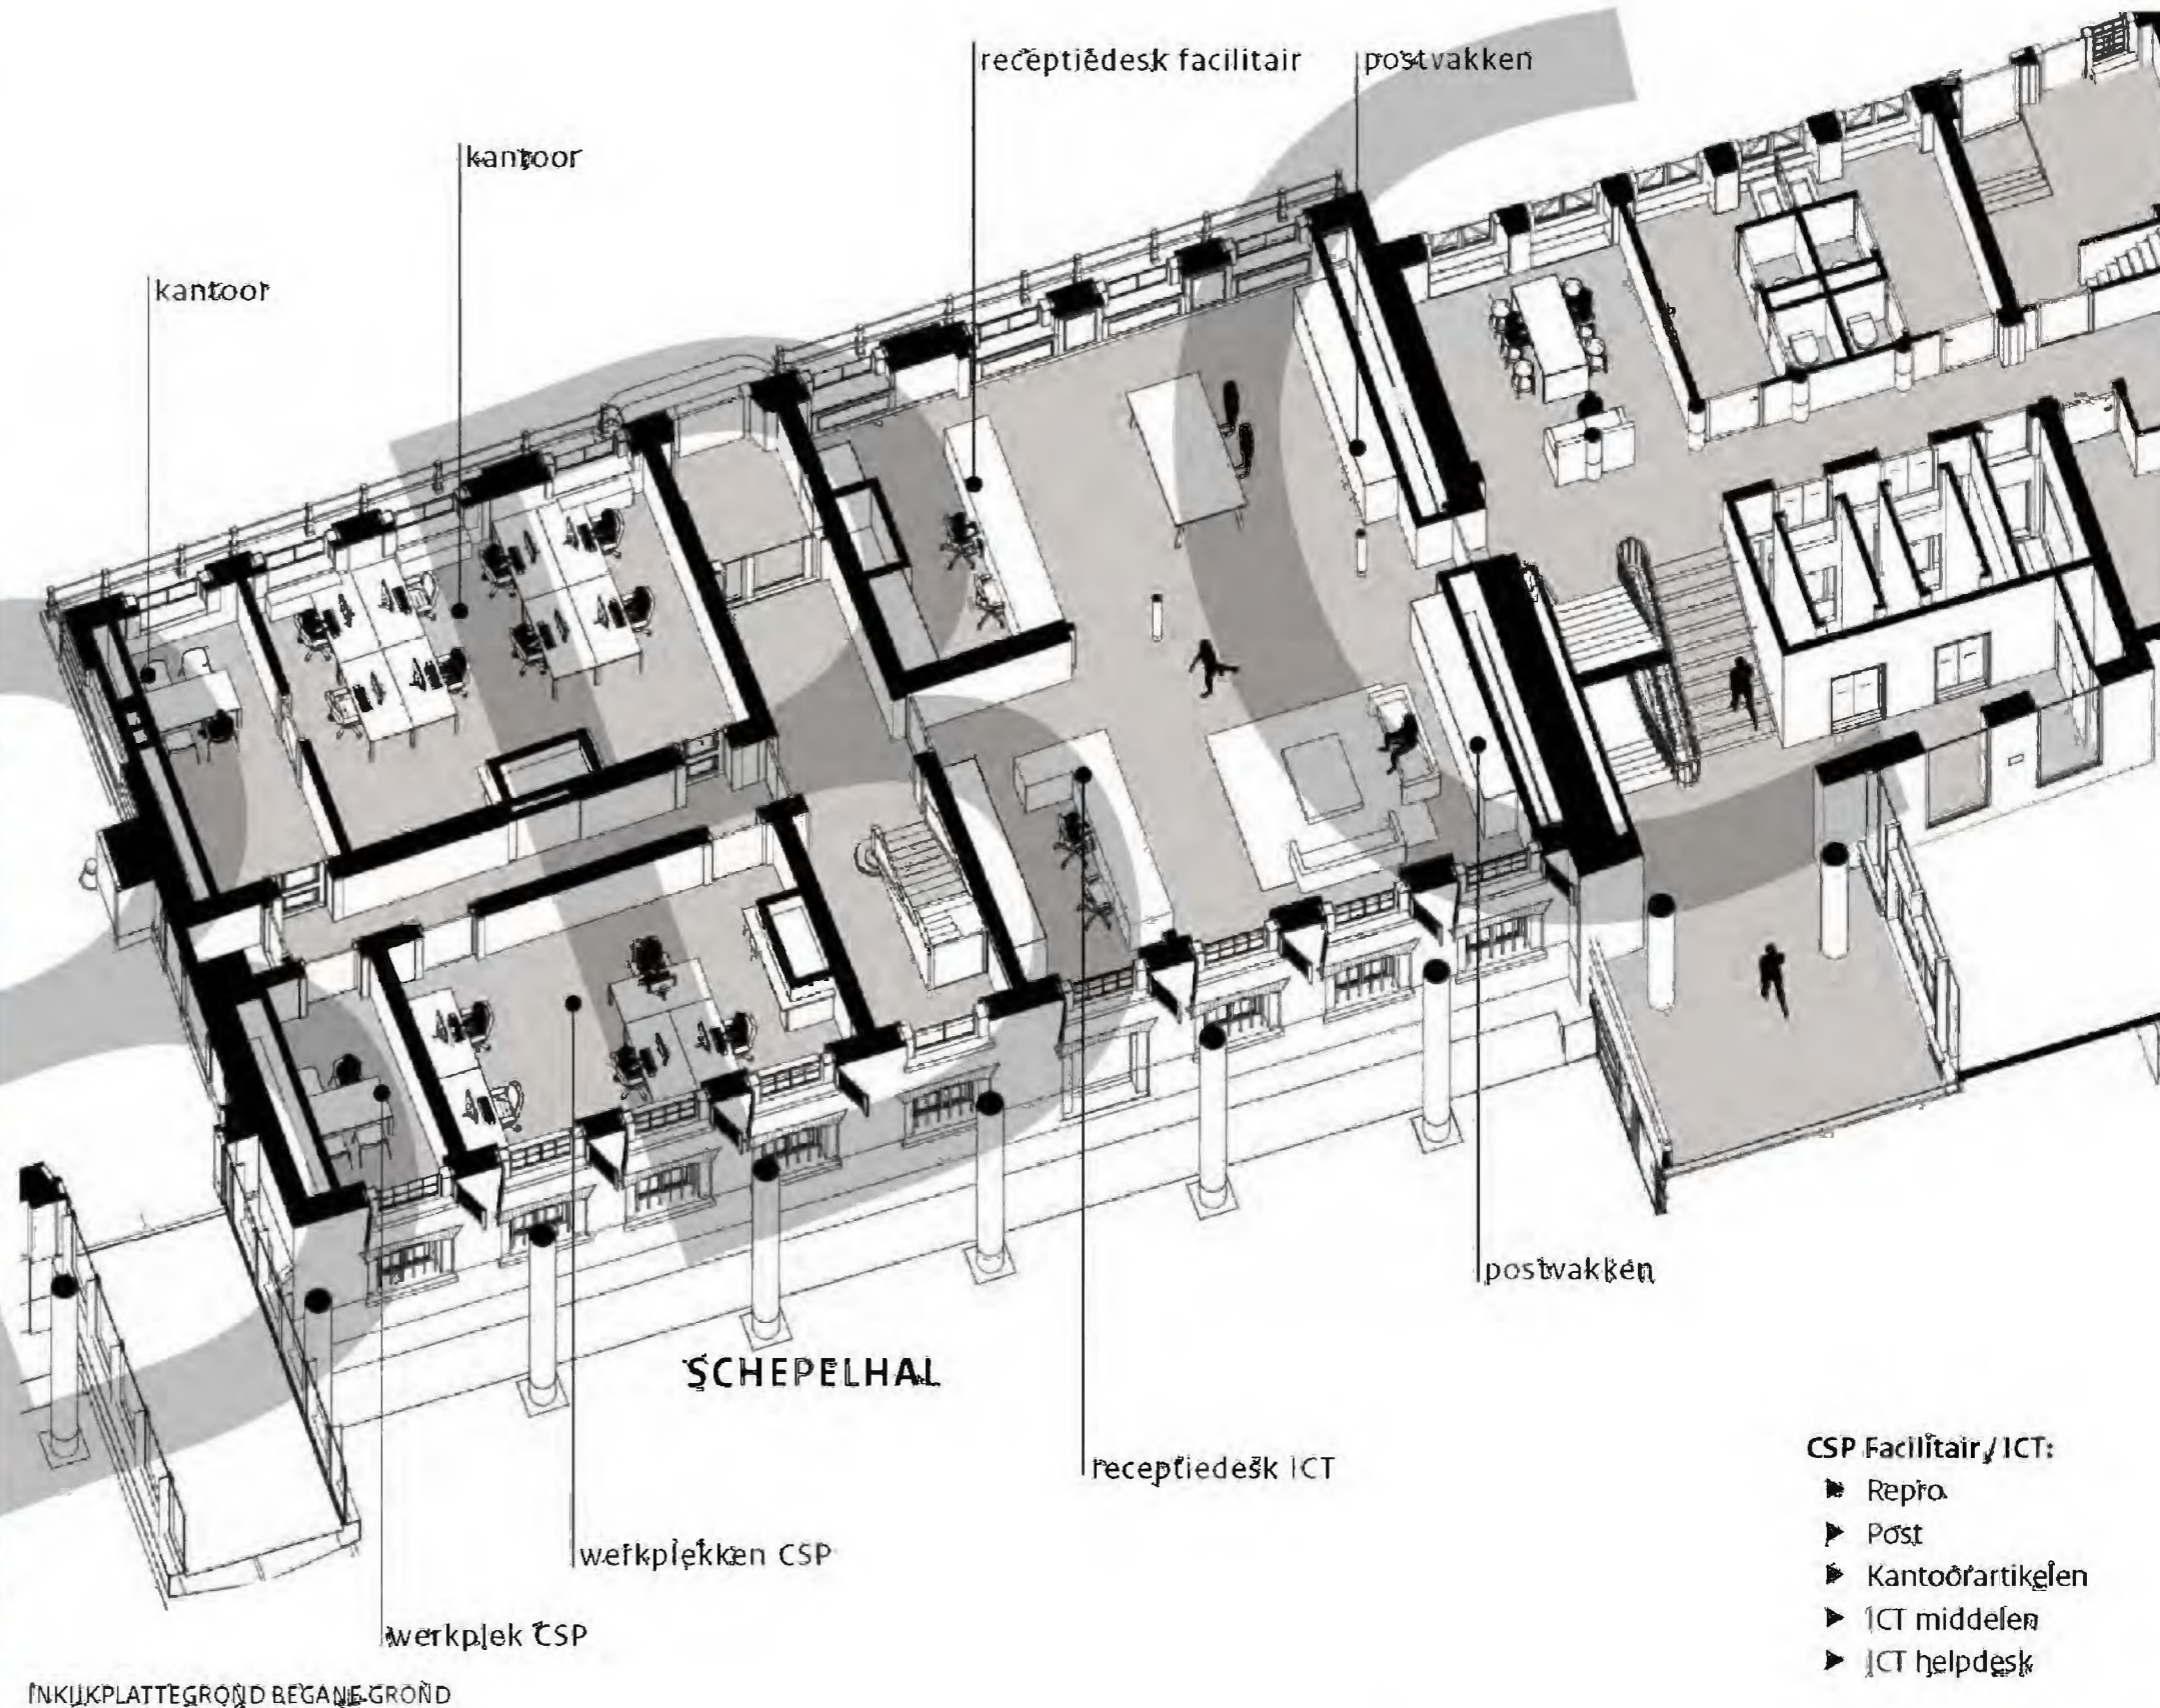 receptiedesk facilitair
postvakken
kantoor
kantoor
postvakken
SCHEPELHAL
receptiedesk ICT
werkplekken CSP
werkplek CSP
CSP Facilitair / ICT:
Repro
Post
Kantoorartikelen
ICT middelen
ICT helpdesk
INKIJKPLATTEGROND BEGANE GROND